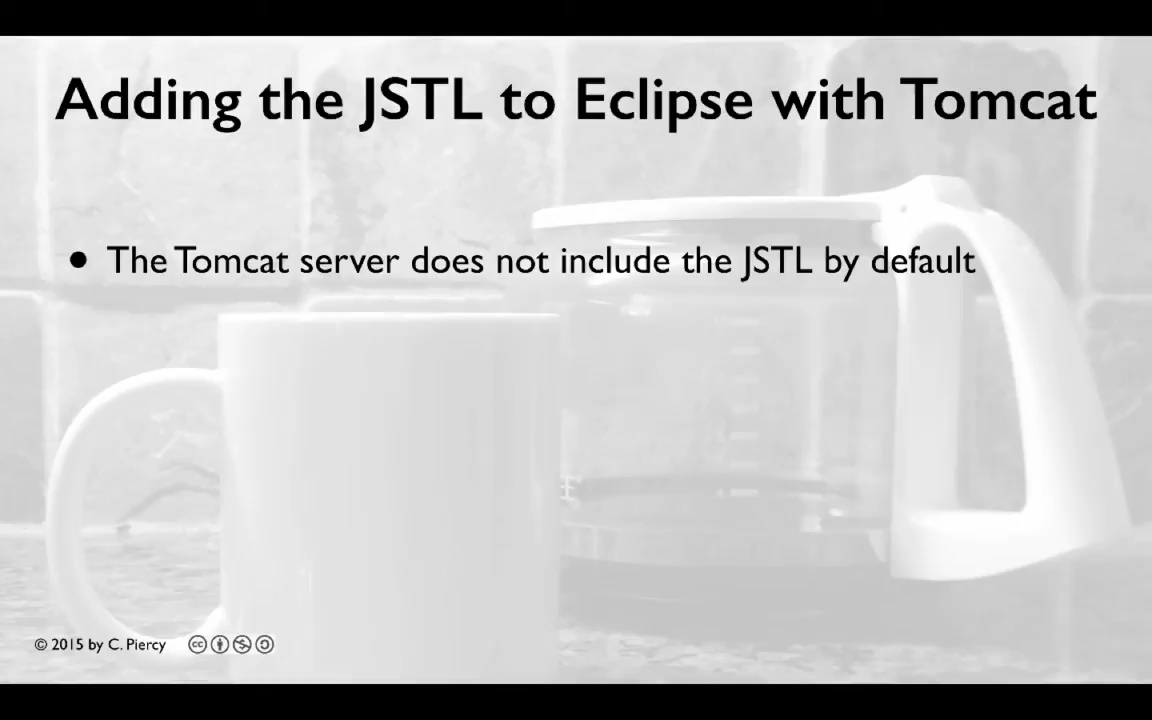 Adding the JSTL to Eclipse with Tomcat
• The Tomcat server does not include the JSTL by default
© 2015 by C. Piercy